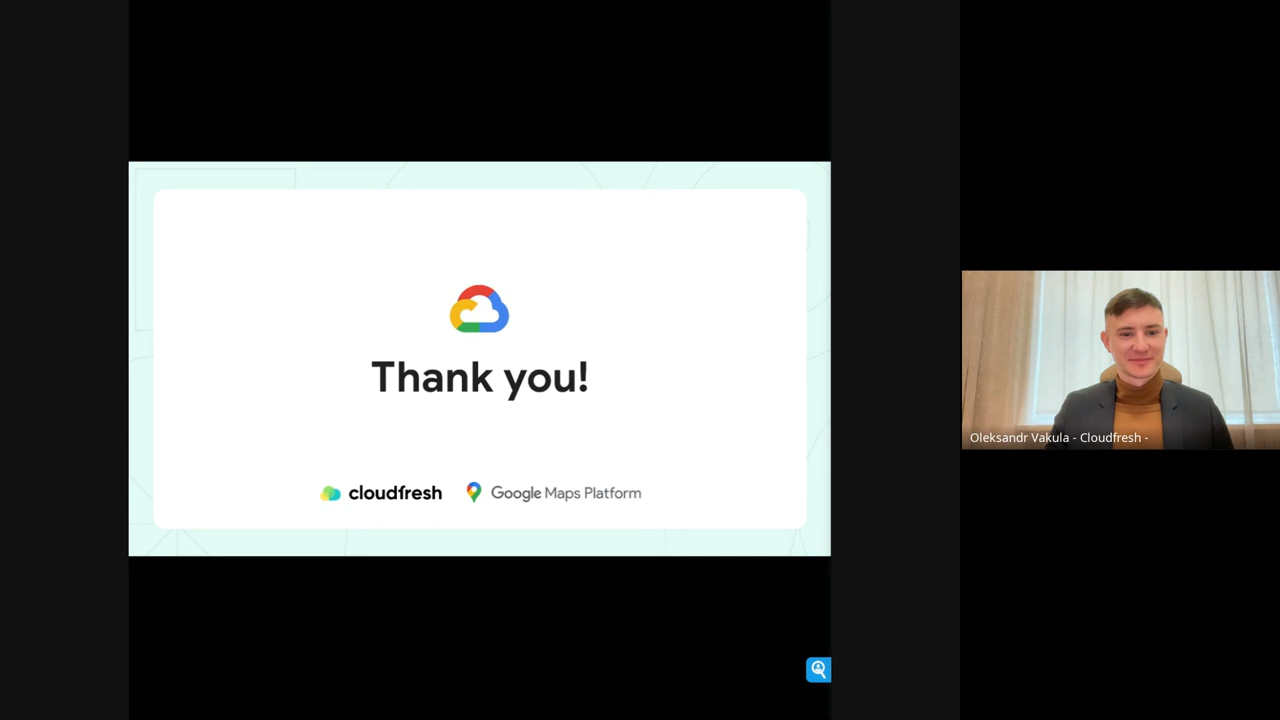 Thank you!
cloudfresh
Google Maps Platform
Oleksandr Vakula - Cloudfresh -